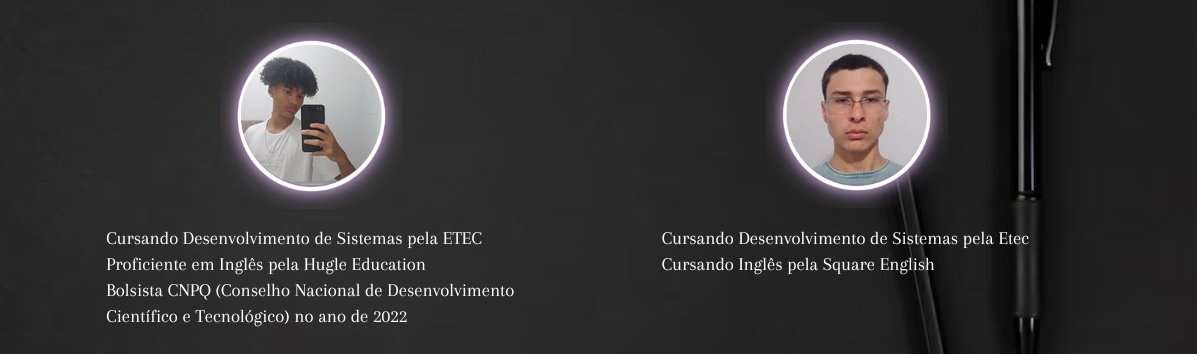 Cursando Desenvolvimento de Sistemas pela ETEC
Proficiente em Inglês pela Hugle Education
Bolsista CNPQ (Conselho Nacional de Desenvolvimento
Científico e Tecnológico) no ano de 2022
Cursando Desenvolvimento de Sistemas pela Etec
Cursando Inglês pela Square English